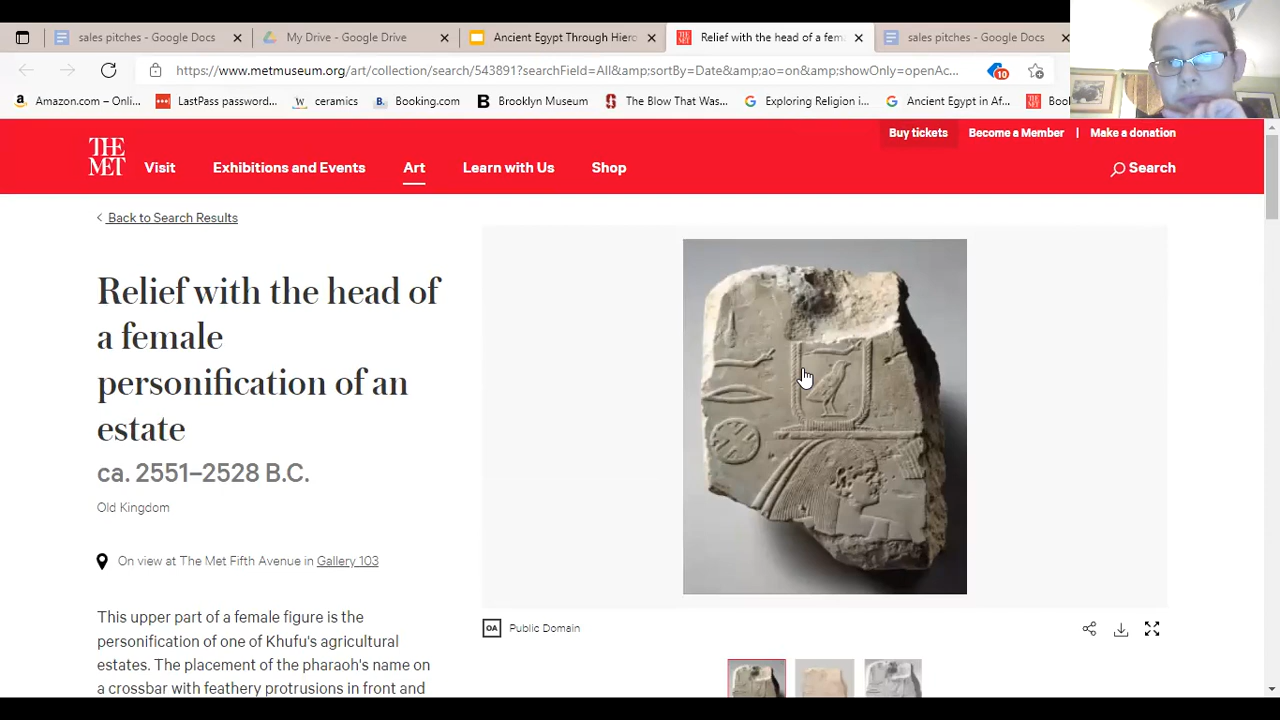 sales pitches - Google Docs
My Drive - Google Drive
Ancient Egypt Through Hiero
Relief with the head of a fem
sales pitches - Google Docs
https://www.metmuseum.org/art/collection/search/543891?searchField=All&amp;sortBy=Date&amp;ao=on&amp;showOnly=openAc...
10
Amazon.com – Onli...
LastPass password...
ceramics
Booking.com
Brooklyn Museum
The Blow That Was...
Exploring Religion i...
Ancient Egypt in Af...
Boo
Buy tickets
Become a Member
Make a donation
THE
MET
Visit
Exhibitions and Events
Art
Learn with Us
Shop
Search
Back to Search Results
Relief with the head of
a female
personification of an
estate
ca. 2551–2528 B.C.
Old Kingdom
On view at The Met Fifth Avenue in Gallery 103
This upper part of a female figure is the
personification of one of Khufu's agricultural
estates. The placement of the pharaoh's name on
a crossbar with feathery protrusions in front and
OA Public Domain